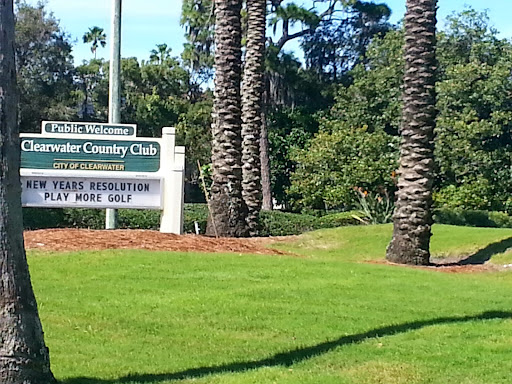 Public Welcome
Clearwater Country Club
CITY OF CLEARWATER
NEW YEARS RESOLUTION
PLAY MORE GOLF